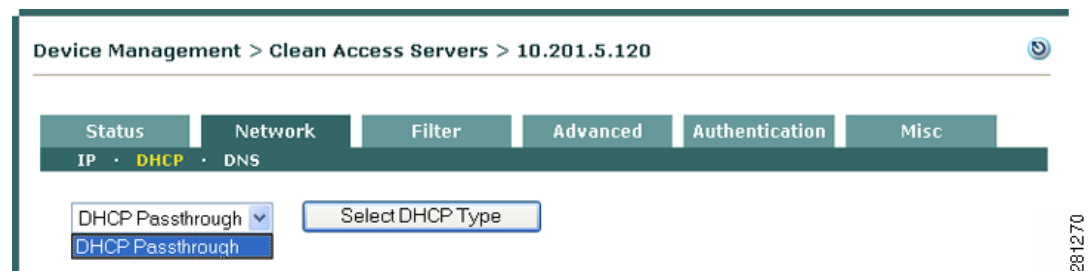 Device Management > Clean Access Servers > 10.201.5.120
Status Network Filter Advanced Authentication Misc
IP · DHCP · DNS
DHCP Passthrough Select DHCP Type
DHCP Passthrough
281270